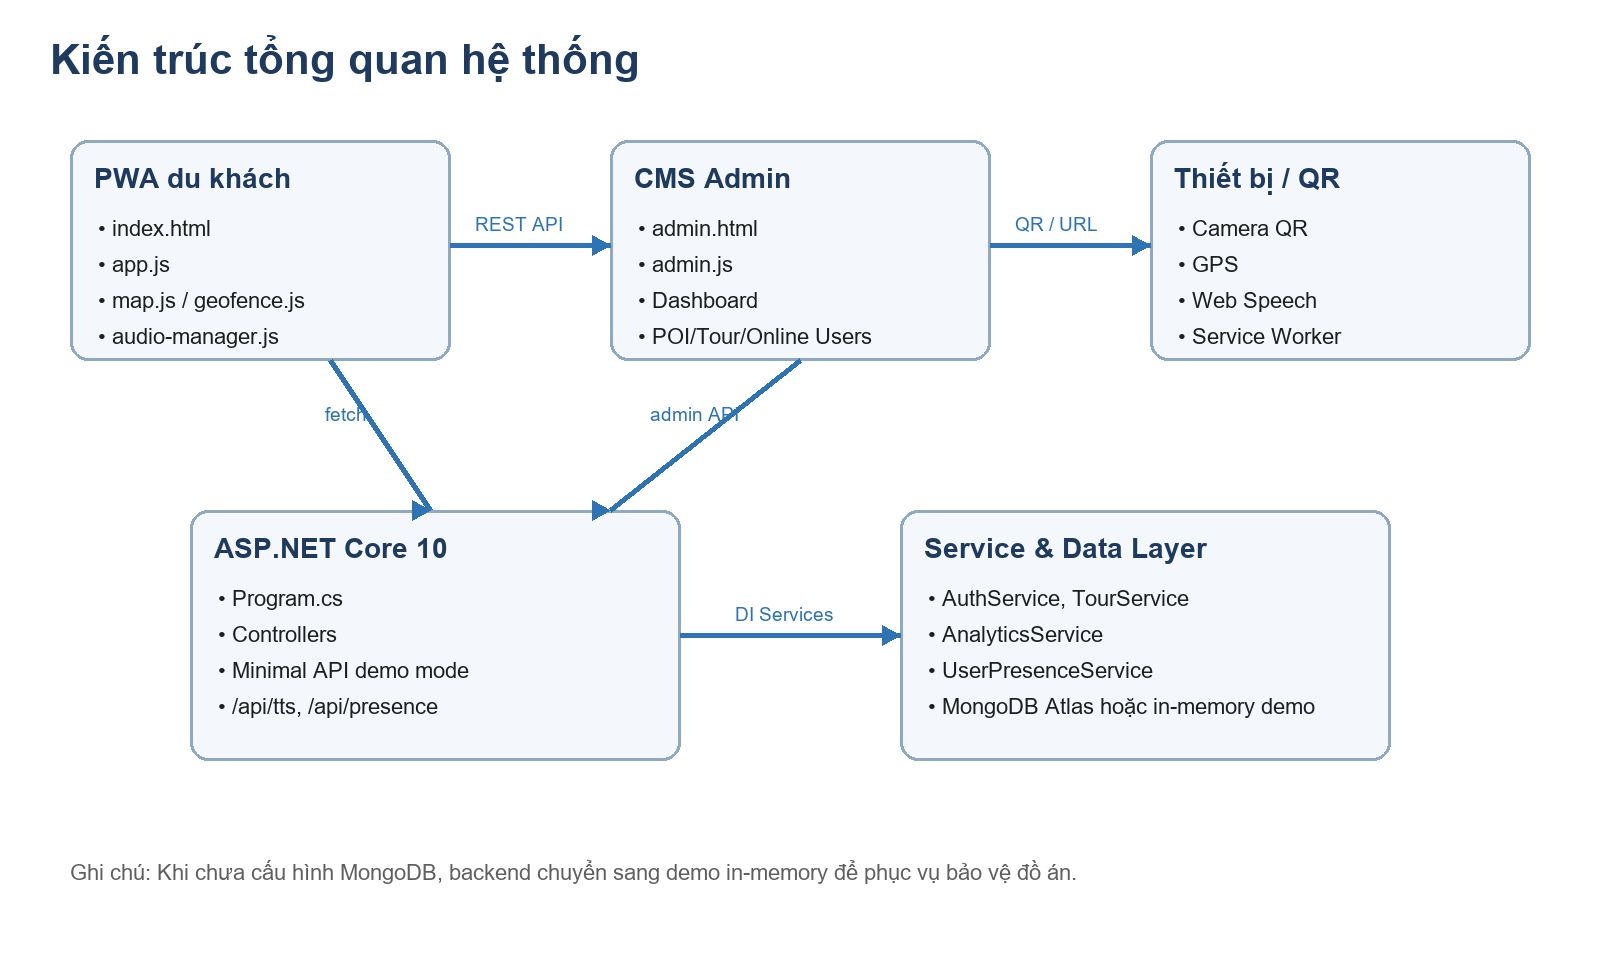 Kiến trúc tổng quan hệ thống
PWA du khách
• index.html
• app.js
• map.js / geofence.js
• audio-manager.js
REST API
CMS Admin
• admin.html
• admin.js
• Dashboard
• POI/Tour/Online Users
QR / URL
Thiết bị / QR
• Camera QR
• GPS
• Web Speech
• Service Worker
fetch
admin API
ASP.NET Core 10
• Program.cs
• Controllers
• Minimal API demo mode
• /api/tts, /api/presence
DI Services
Service & Data Layer
• AuthService, TourService
• AnalyticsService
• UserPresenceService
• MongoDB Atlas hoặc in-memory demo
Ghi chú: Khi chưa cấu hình MongoDB, backend chuyển sang demo in-memory để phục vụ bảo vệ đồ án.